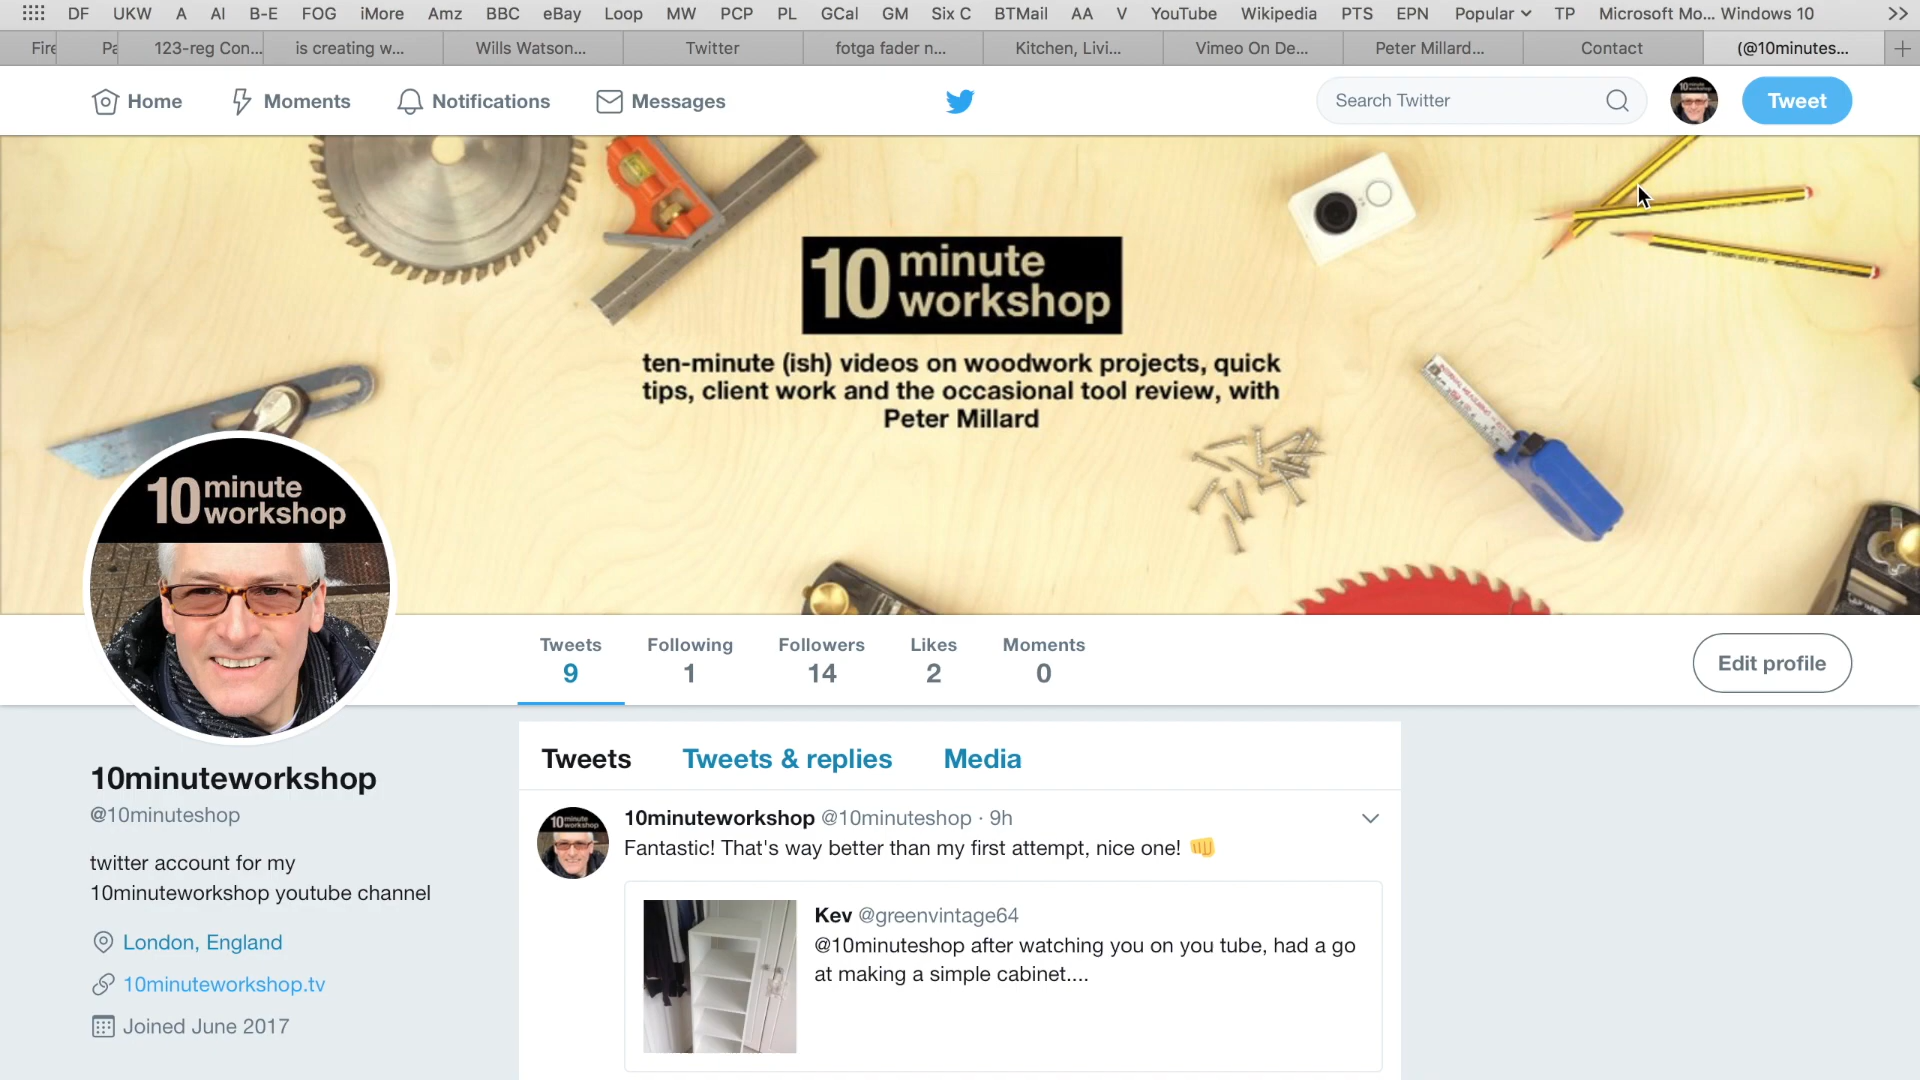 DF UKW A AI B-E FOG iMore Amz BBC eBay Loop MW PCP PL GCal GM Six C BTMail AA V YouTube Wikipedia PTS EPN Popular TP Microsoft Mo... Windows 10
Fire Pa 123-reg Con... is creating w... Wills Watson... Twitter fotga fader n... Kitchen, Livi... Vimeo On De... Peter Millard... Contact (@10minutes...
Home Moments Notifications Messages Search Twitter Tweet
10 minute
workshop
ten-minute (ish) videos on woodwork projects, quick
tips, client work and the occasional tool review, with
Peter Millard
10 minute
workshop
Tweets Following Followers Likes Moments
9 1 14 2 0
Edit profile
10minuteworkshop
@10minuteshop
twitter account for my
10minuteworkshop youtube channel
London, England
10minuteworkshop.tv
Joined June 2017
Tweets Tweets & replies Media
10minuteworkshop @10minuteshop · 9h
Fantastic! That's way better than my first attempt, nice one! 👊
Kev @greenvintage64
@10minuteshop after watching you on you tube, had a go
at making a simple cabinet....